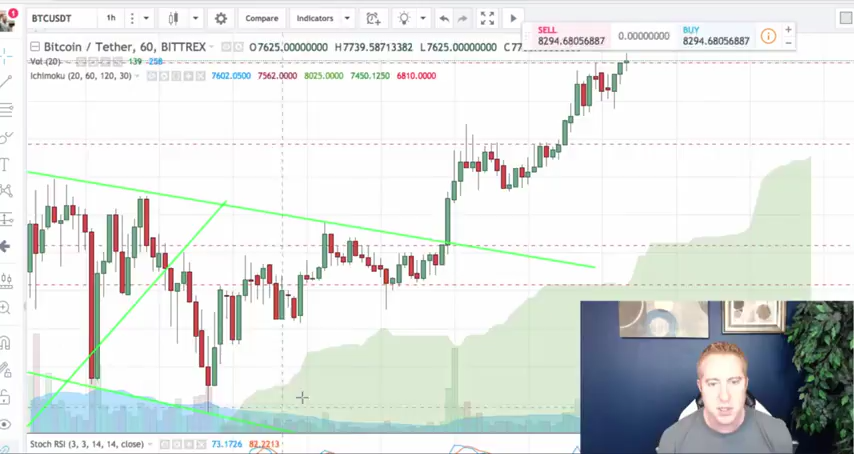 BTCUSDT 1h Compare Indicators
SELL
8294.68056887
0.00000000
BUY
8294.68056887
Bitcoin / Tether, 60, BITTREX O7625.00000000 H7739.58713382 L7625.00000000
Vol (20) 139 258
Ichimoku (20, 60, 120, 30) 7602.0500 7562.0000 8025.0000 7450.1250 6810.0000
Stoch RSI (3, 3, 14, 14, close) 73.1726 82.2213